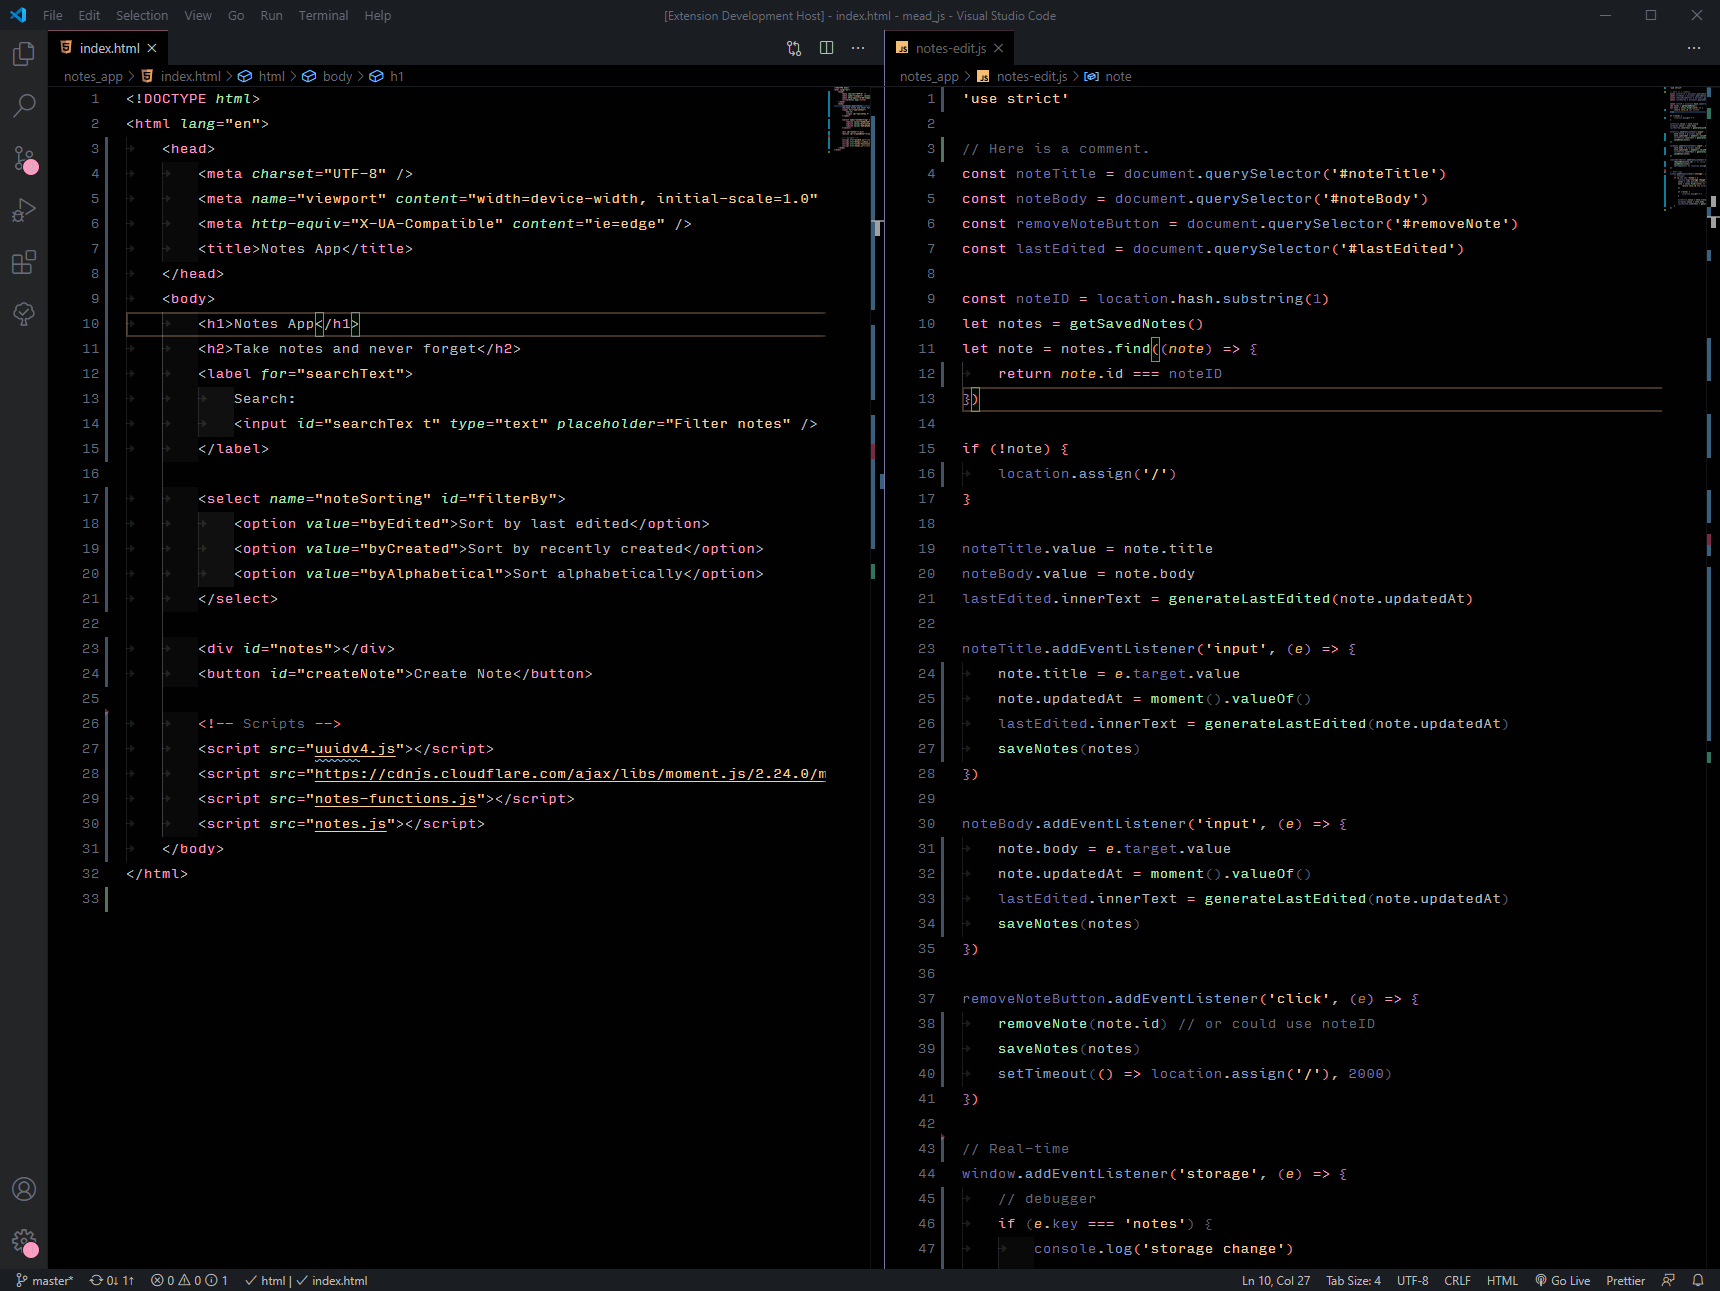 File Edit Selection View Go Run Terminal Help
[Extension Development Host] - index.html - mead_js - Visual Studio Code
index.html
notes_app > index.html > html > body > h1
1 <!DOCTYPE html>
2 <html lang="en">
3 <head>
4 <meta charset="UTF-8" />
5 <meta name="viewport" content="width=device-width, initial-scale=1.0"
6 <meta http-equiv="X-UA-Compatible" content="ie=edge" />
7 <title>Notes App</title>
8 </head>
9 <body>
10 <h1>Notes App</h1>
11 <h2>Take notes and never forget</h2>
12 <label for="searchText">
13 Search:
14 <input id="searchTex t" type="text" placeholder="Filter notes" />
15 </label>
16
17 <select name="noteSorting" id="filterBy">
18 <option value="byEdited">Sort by last edited</option>
19 <option value="byCreated">Sort by recently created</option>
20 <option value="byAlphabetical">Sort alphabetically</option>
21 </select>
22
23 <div id="notes"></div>
24 <button id="createNote">Create Note</button>
25
26 <!-- Scripts -->
27 <script src="uuidv4.js"></script>
28 <script src="https://cdnjs.cloudflare.com/ajax/libs/moment.js/2.24.0/m
29 <script src="notes-functions.js"></script>
30 <script src="notes.js"></script>
31 </body>
32 </html>
33
JS notes-edit.js
notes_app > JS notes-edit.js > note
1 'use strict'
2
3 // Here is a comment.
4 const noteTitle = document.querySelector('#noteTitle')
5 const noteBody = document.querySelector('#noteBody')
6 const removeNoteButton = document.querySelector('#removeNote')
7 const lastEdited = document.querySelector('#lastEdited')
8
9 const noteID = location.hash.substring(1)
10 let notes = getSavedNotes()
11 let note = notes.find((note) => {
12 return note.id === noteID
13 })
14
15 if (!note) {
16 location.assign('/')
17 }
18
19 noteTitle.value = note.title
20 noteBody.value = note.body
21 lastEdited.innerText = generateLastEdited(note.updatedAt)
22
23 noteTitle.addEventListener('input', (e) => {
24 note.title = e.target.value
25 note.updatedAt = moment().valueOf()
26 lastEdited.innerText = generateLastEdited(note.updatedAt)
27 saveNotes(notes)
28 })
29
30 noteBody.addEventListener('input', (e) => {
31 note.body = e.target.value
32 note.updatedAt = moment().valueOf()
33 lastEdited.innerText = generateLastEdited(note.updatedAt)
34 saveNotes(notes)
35 })
36
37 removeNoteButton.addEventListener('click', (e) => {
38 removeNote(note.id) // or could use noteID
39 saveNotes(notes)
40 setTimeout(() => location.assign('/'), 2000)
41 })
42
43 // Real-time
44 window.addEventListener('storage', (e) => {
45 // debugger
46 if (e.key === 'notes') {
47 console.log('storage change')
master* 0↓ 1↑ 0 0 1 html | index.html
Ln 10, Col 27 Tab Size: 4 UTF-8 CRLF HTML Go Live Prettier